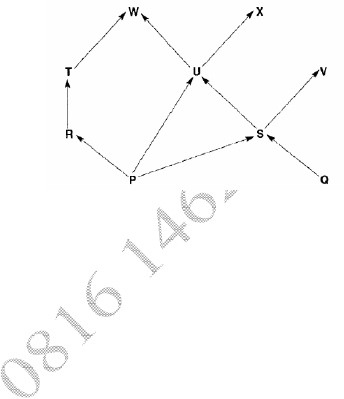 W X
T U V
R S
P Q
0816 146